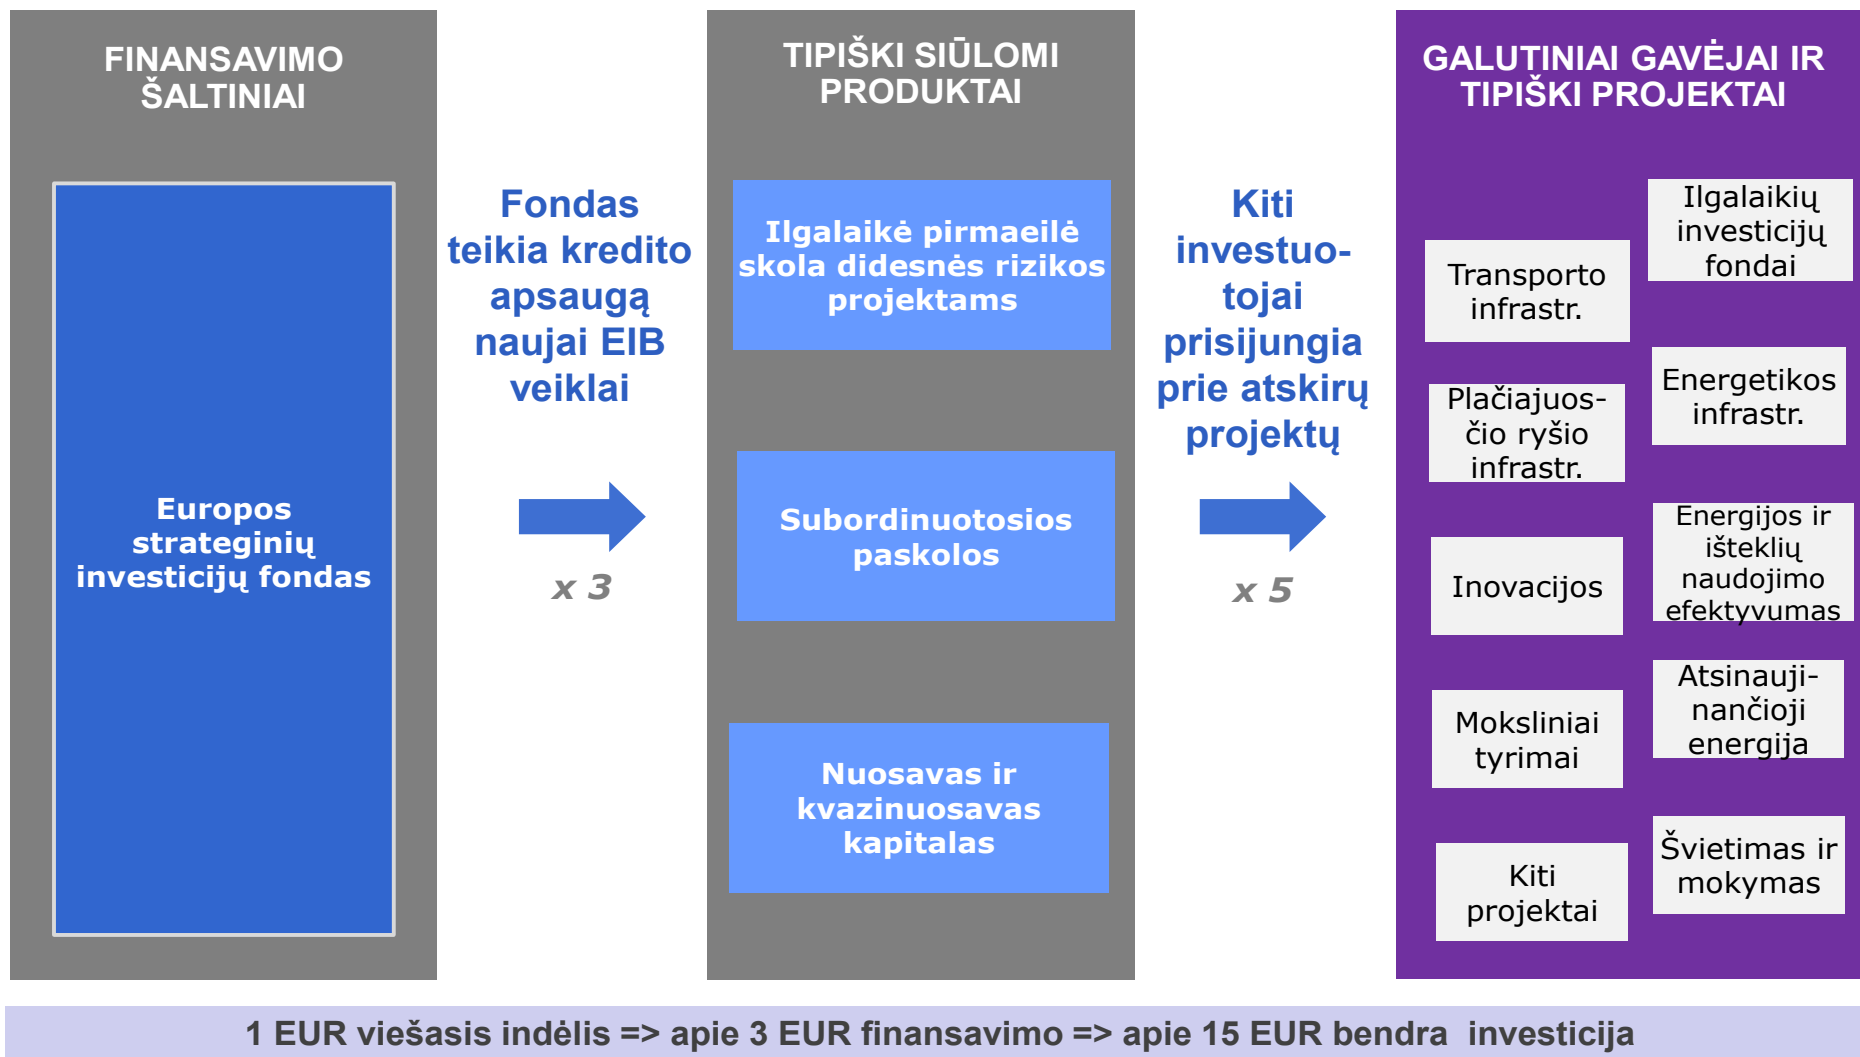 FINANSAVIMO
ŠALTINIAI
Europos
strateginių
investicijų fondas
Fondas
teikia kredito
apsaugą
naujai EIB
veiklai
x 3
TIPIŠKI SIŪLOMI
PRODUKTAI
Ilgalaikė pirmaeilė
skola didesnės rizikos
projektams
Subordinuotosios
paskolos
Nuosavas ir
kvazinuosavas
kapitalas
Kiti
investuo-
tojai
prisijungia
prie atskirų
projektų
x 5
GALUTINIAI GAVĖJAI IR
TIPIŠKI PROJEKTAI
Ilgalaikių
investicijų
fondai
Transporto
infrastr.
Energetikos
infrastr.
Plačiajuos-
čio ryšio
infrastr.
Energijos ir
išteklių
naudojimo
efektyvumas
Inovacijos
Atsinauji-
nančioji
energija
Moksliniai
tyrimai
Švietimas ir
mokymas
Kiti
projektai
1 EUR viešasis indėlis => apie 3 EUR finansavimo => apie 15 EUR bendra investicija